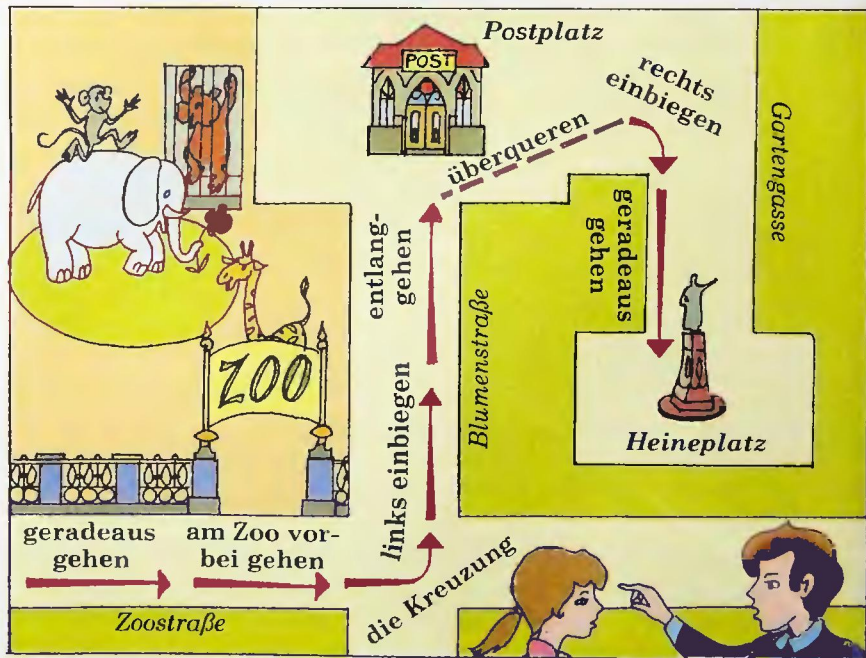 Postplatz
POST
rechts
einbiegen
Gartengasse
überqueren
entlang-
gehen
geradeaus
gehen
Blumenstraße
ZOO
links einbiegen
Heineplatz
geradeaus
gehen
am Zoo vor-
bei gehen
die Kreuzung
Zoostraße